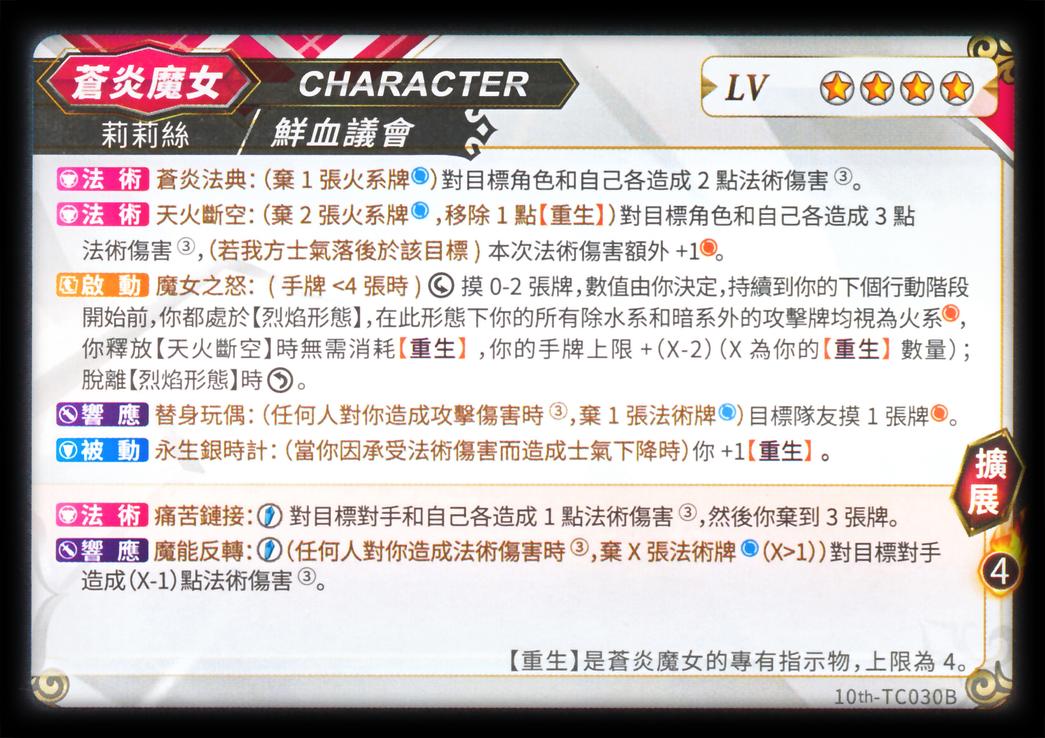 蒼炎魔女 CHARACTER LV
莉莉絲 / 鮮血議會
法術 蒼炎法典：(棄 1 張火系牌)對目標角色和自己各造成 2 點法術傷害③。
法術 天火斷空：(棄 2 張火系牌,移除 1 點【重生】)對目標角色和自己各造成 3 點
法術傷害③,(若我方士氣落後於該目標)本次法術傷害額外 +1。
啟動 魔女之怒：(手牌 <4 張時) 摸 0-2 張牌,數值由你決定,持續到你的下個行動階段
開始前,你都處於【烈焰形態】,在此形態下你的所有除水系和暗系外的攻擊牌均視為火系,
你釋放【天火斷空】時無需消耗【重生】,你的手牌上限 +(X-2)(X 為你的【重生】數量)；
脫離【烈焰形態】時。
響應 替身玩偶：(任何人對你造成攻擊傷害時③,棄 1 張法術牌)目標隊友摸 1 張牌。
被動 永生銀時計：(當你因承受法術傷害而造成士氣下降時)你 +1【重生】。
擴展
法術 痛苦鏈接： 對目標對手和自己各造成 1 點法術傷害③,然後你棄到 3 張牌。
響應 魔能反轉：(任何人對你造成法術傷害時③,棄 X 張法術牌(X>1))對目標對手
造成(X-1)點法術傷害③。
4
【重生】是蒼炎魔女的專有指示物,上限為 4。
10th-TC030B